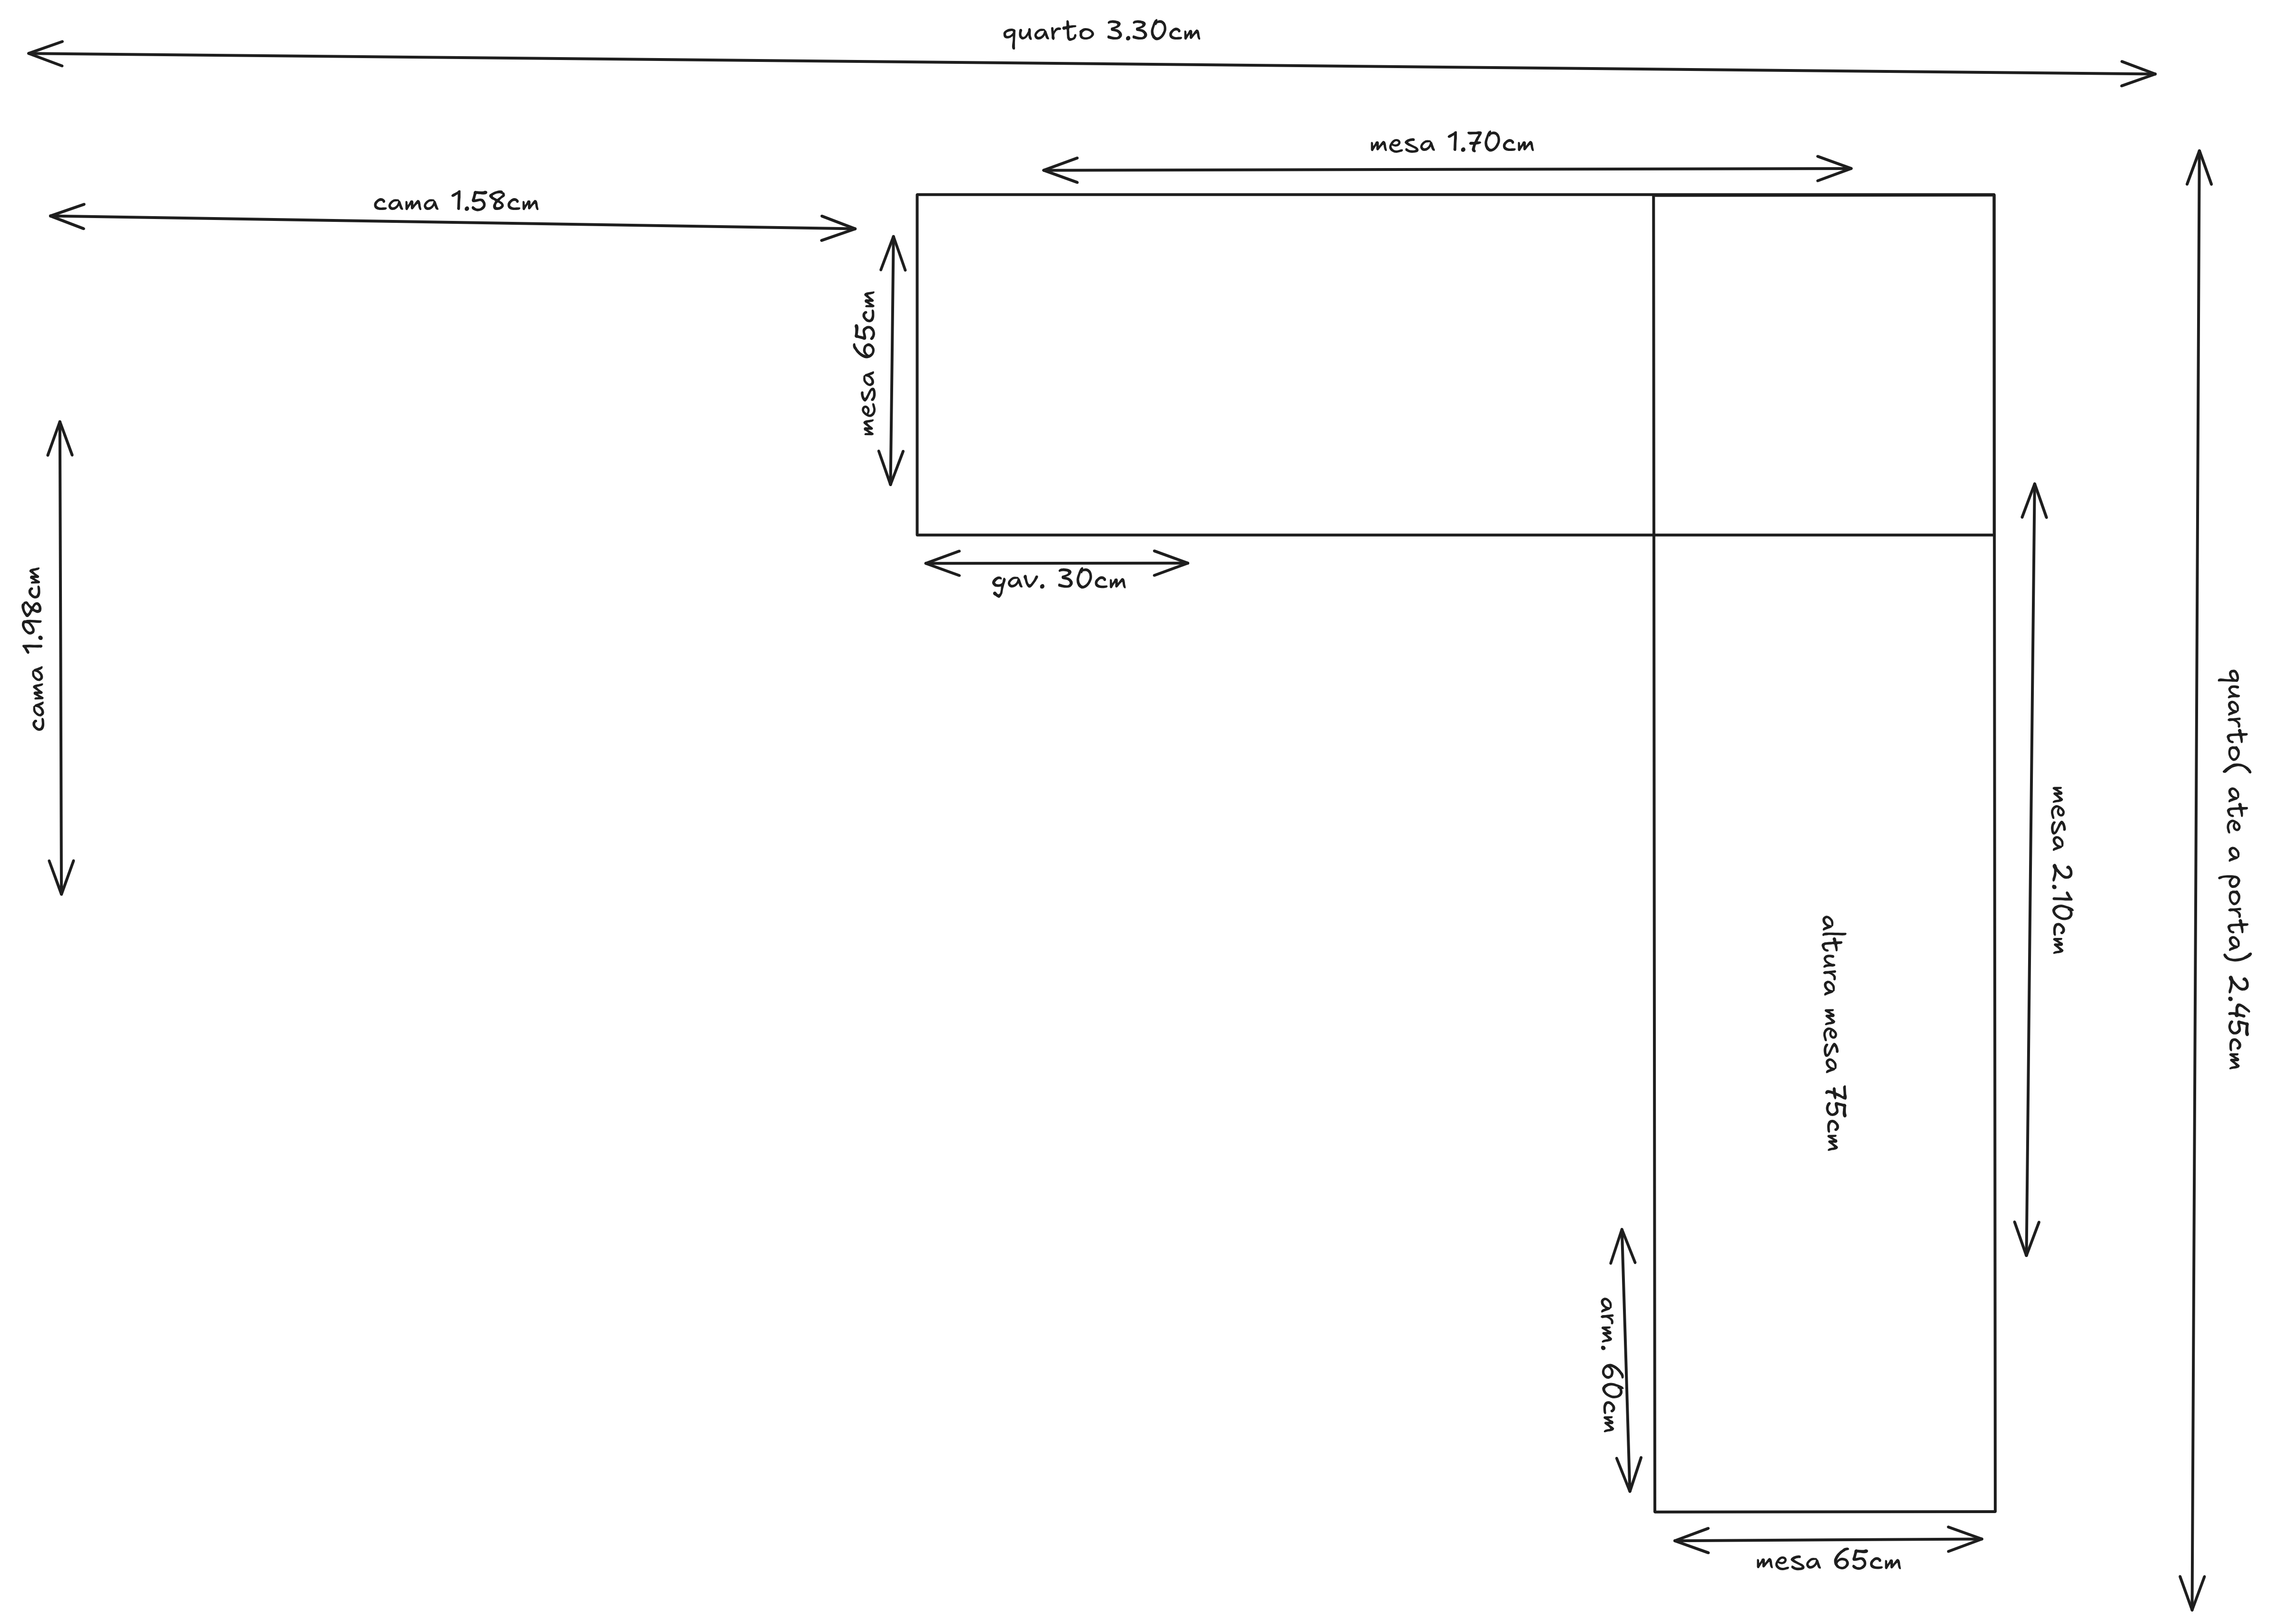 quarto 3.30cm
mesa 1.70cm
cama 1.58cm
mesa 65cm
gav. 30cm
cama 1.98cm
quarto( ate a porta) 2.45cm
mesa 2.10cm
altura mesa 75cm
arm. 60cm
mesa 65cm